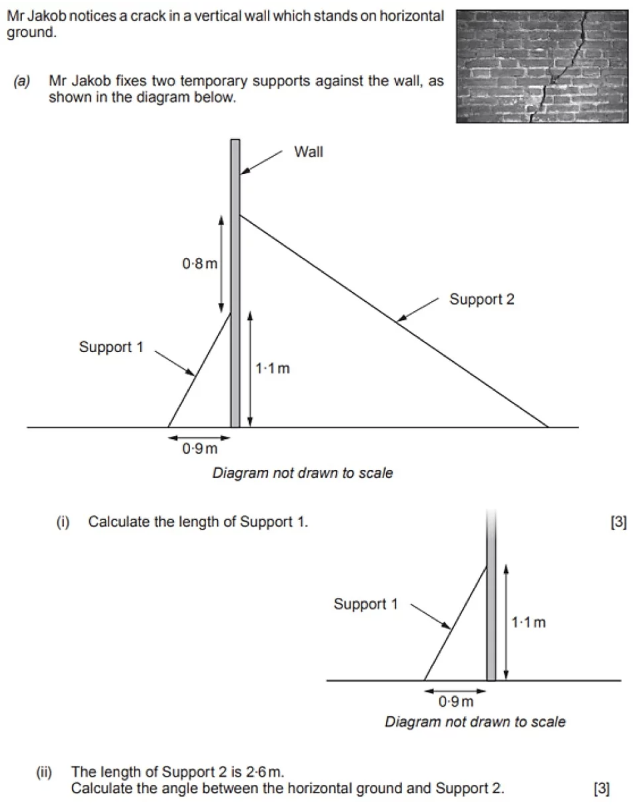 Mr Jakob notices a crack in a vertical wall which stands on horizontal
ground.
(a) Mr Jakob fixes two temporary supports against the wall, as
shown in the diagram below.
Wall
0·8 m
Support 2
Support 1
1·1 m
0·9 m
Diagram not drawn to scale
(i) Calculate the length of Support 1. [3]
Support 1
1·1 m
0·9 m
Diagram not drawn to scale
(ii) The length of Support 2 is 2·6 m.
Calculate the angle between the horizontal ground and Support 2. [3]